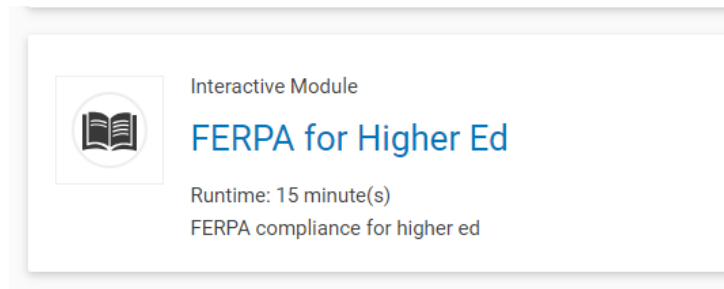 Interactive Module
FERPA for Higher Ed
Runtime: 15 minute(s)
FERPA compliance for higher ed